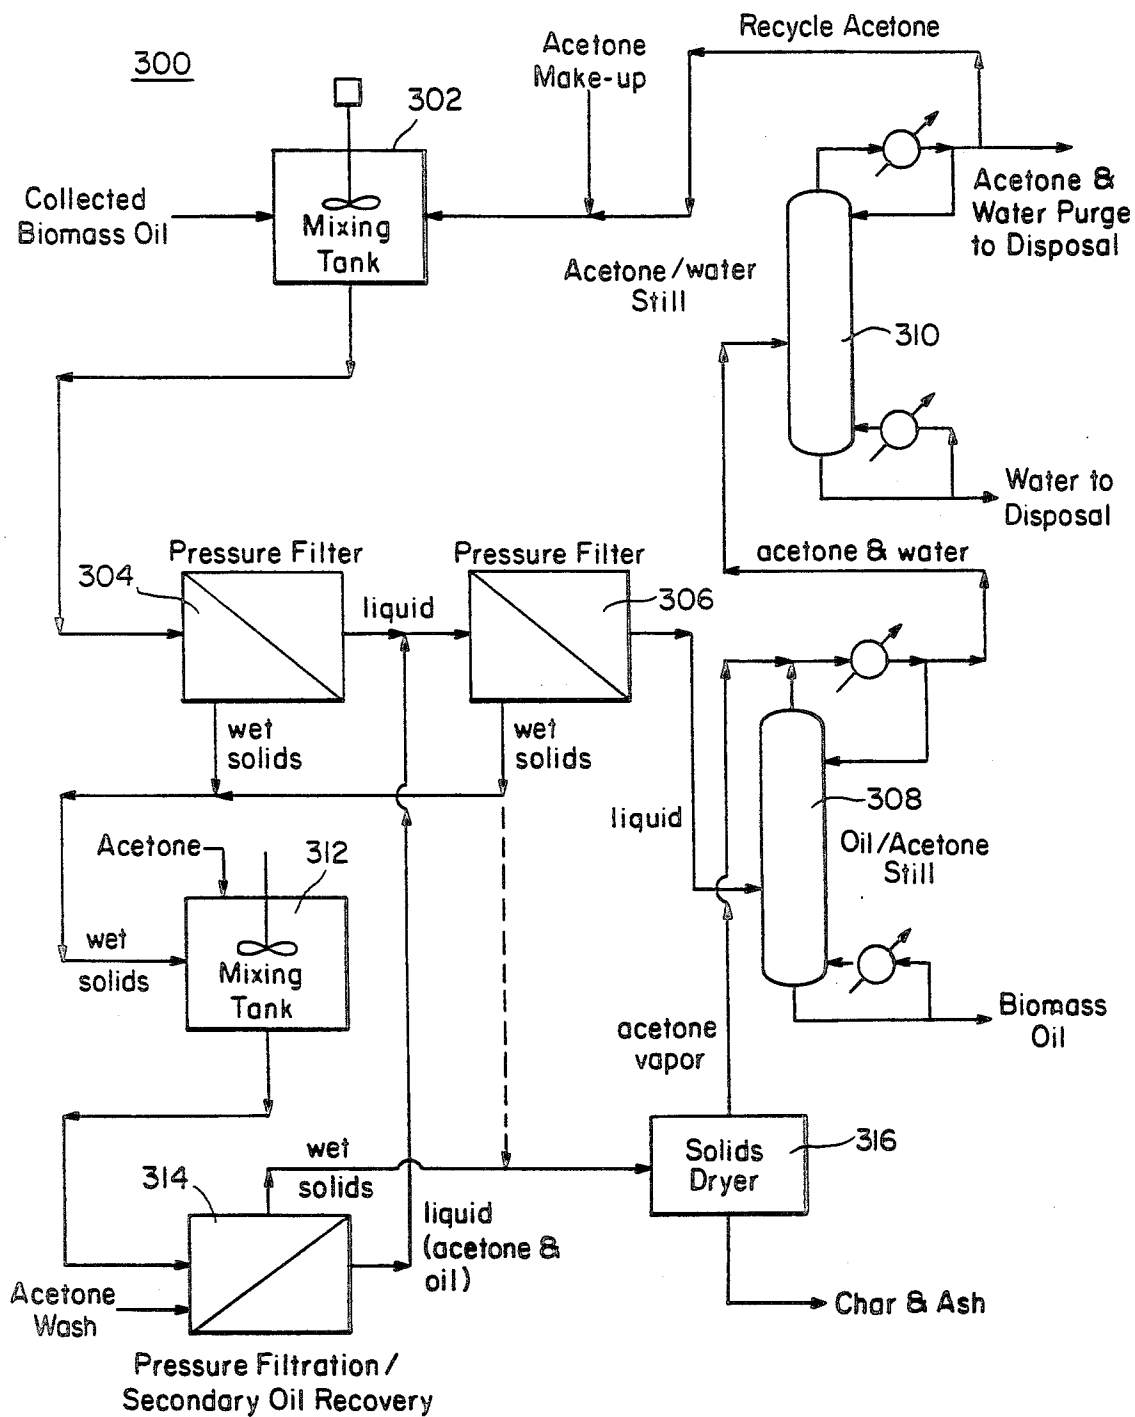 Recycle Acetone
Acetone
Make-up
300
302
Collected
Biomass Oil
Mixing
Tank
Acetone &
Water Purge
to Disposal
Acetone/water
Still
310
Water to
Disposal
acetone & water
Pressure Filter
Pressure Filter
304
liquid
306
wet
solids
wet
solids
308
liquid
Oil/Acetone
Still
Acetone
312
wet
solids
Mixing
Tank
Biomass
Oil
acetone
vapor
316
Solids
Dryer
wet
solids
314
liquid
(acetone &
oil)
Acetone
Wash
Char & Ash
Pressure Filtration/
Secondary Oil Recovery